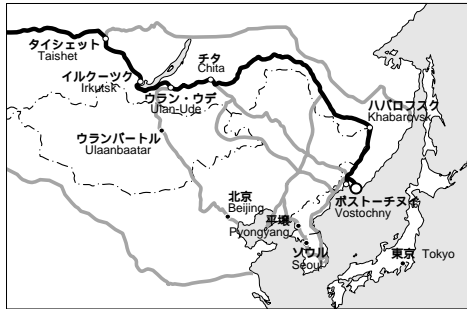 タイシェット
Taishet
イルクーツク
Irkutsk
ウラン・ウデ
Ulan-Ude
チタ
Chita
ハバロフスク
Khabarovsk
ウランバートル
Ulaanbaatar
北京
Beijing
平壌
Pyongyang
ボストーチヌイ
Vostochny
ソウル
Seoul
東京 Tokyo